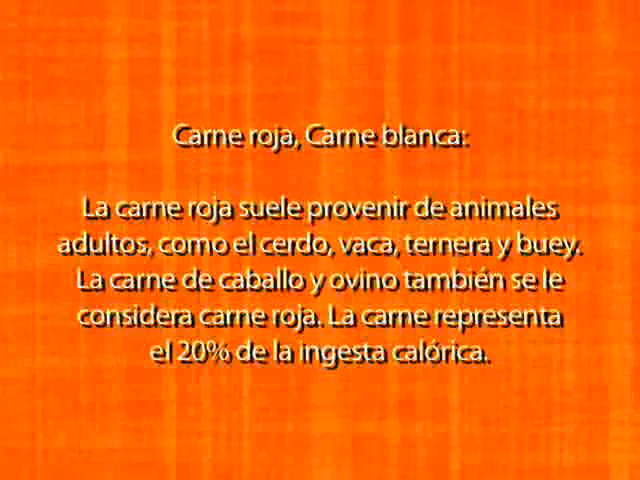 Carne roja, Carne blanca:
La carne roja suele provenir de animales
adultos, como el cerdo, vaca, ternera y buey.
La carne de caballo y ovino también se le
considera carne roja. La carne representa
el 20% de la ingesta calórica.